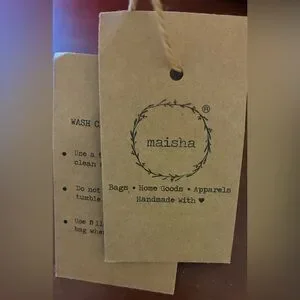 ®
maisha
Bags • Home Goods • Apparels
Handmade With ♥
WASH
• Use a
clean
• Do not
tumble
• Use
bag